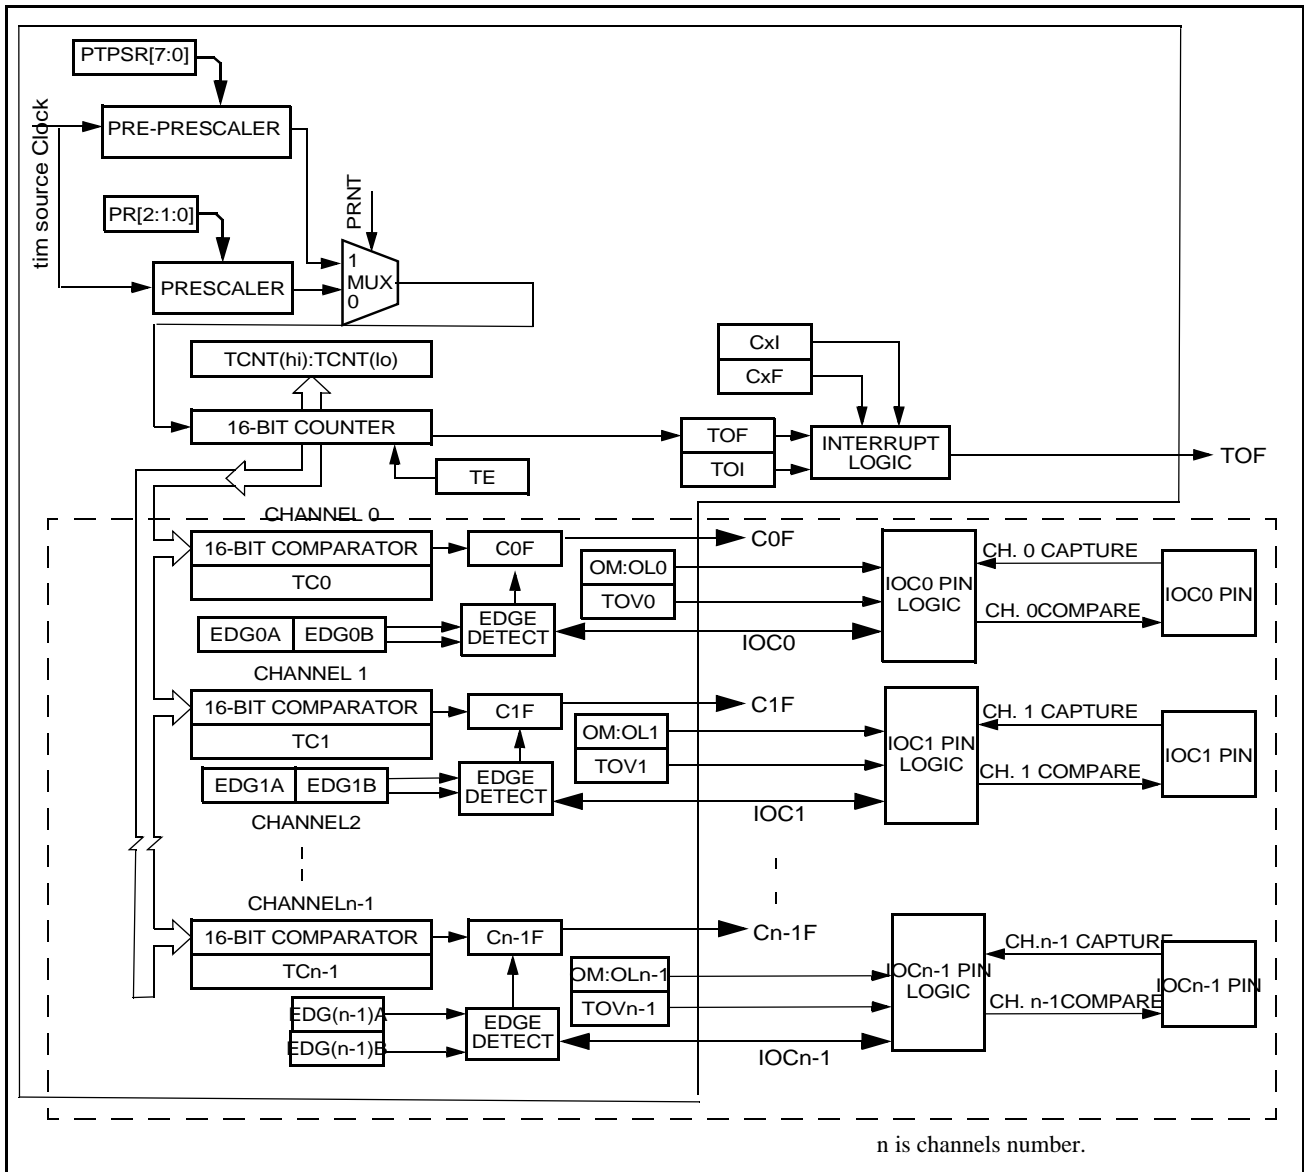 PTPSR[7:0]
tim source Clock
PRE-PRESCALER
PR[2:1:0]
PRNT
PRESCALER
1
MUX
0
TCNT(hi):TCNT(lo)
CxI
CxF
16-BIT COUNTER
TOF
TOI
INTERRUPT
LOGIC
TOF
TE
CHANNEL 0
16-BIT COMPARATOR
TC0
C0F
C0F
OM:OL0
TOV0
IOC0 PIN
LOGIC
CH. 0 CAPTURE
CH. 0COMPARE
IOC0 PIN
EDG0A
EDG0B
EDGE
DETECT
IOC0
CHANNEL 1
16-BIT COMPARATOR
TC1
C1F
C1F
OM:OL1
TOV1
IOC1 PIN
LOGIC
CH. 1 CAPTURE
CH. 1 COMPARE
IOC1 PIN
EDG1A
EDG1B
EDGE
DETECT
IOC1
CHANNEL2
CHANNELn-1
16-BIT COMPARATOR
TCn-1
Cn-1F
Cn-1F
OM:OLn-1
TOVn-1
IOCn-1 PIN
LOGIC
CH.n-1 CAPTURE
CH. n-1COMPARE
IOCn-1 PIN
EDG(n-1)A
EDG(n-1)B
EDGE
DETECT
IOCn-1
n is channels number.